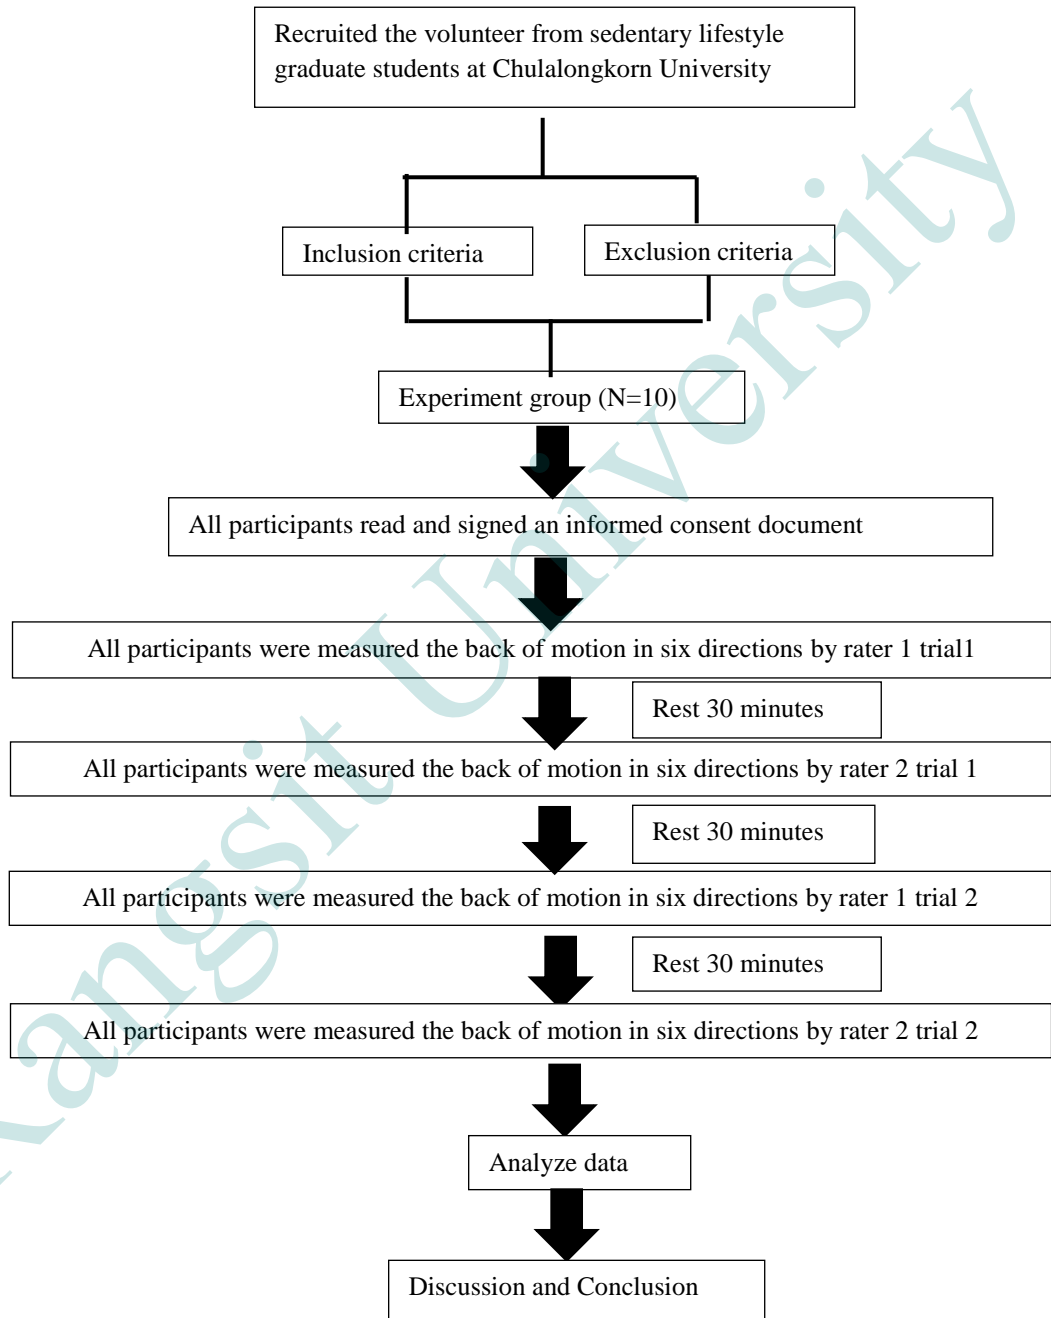 Recruited the volunteer from sedentary lifestyle
graduate students at Chulalongkorn University
Inclusion criteria
Exclusion criteria
Experiment group (N=10)
All participants read and signed an informed consent document
All participants were measured the back of motion in six directions by rater 1 trial1
Rest 30 minutes
All participants were measured the back of motion in six directions by rater 2 trial 1
Rest 30 minutes
All participants were measured the back of motion in six directions by rater 1 trial 2
Rest 30 minutes
All participants were measured the back of motion in six directions by rater 2 trial 2
Analyze data
Discussion and Conclusion
Rangsit University